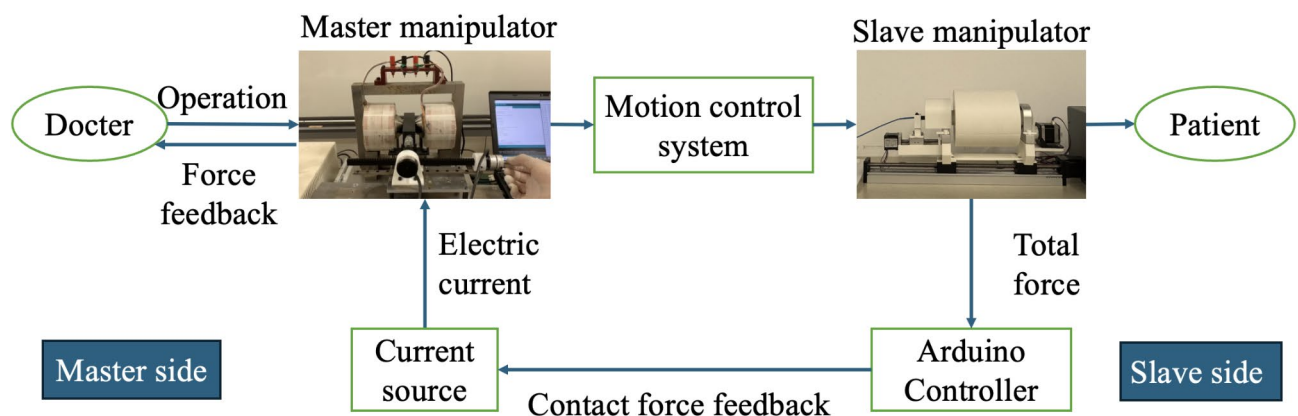 Master manipulator
Slave manipulator
Docter
Operation
Force
feedback
Motion control
system
Patient
Electric
current
Total
force
Master side
Current
source
Contact force feedback
Arduino
Controller
Slave side